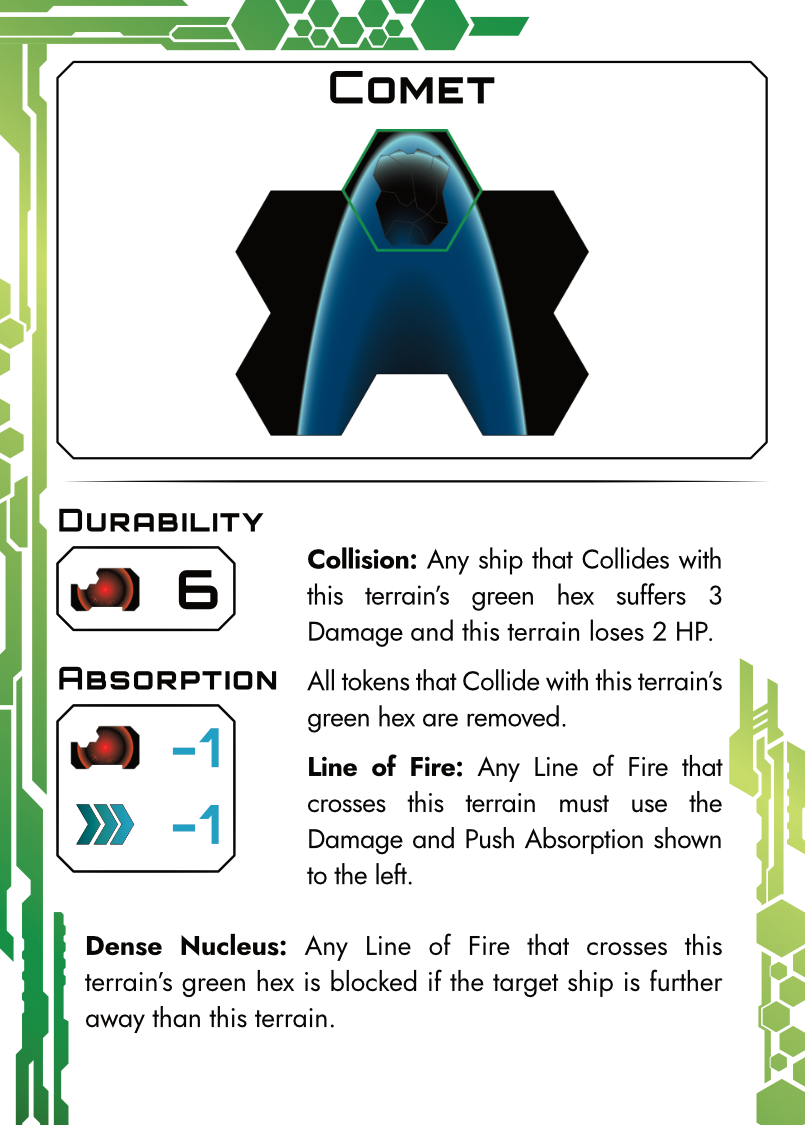 COMET
DURABILITY
6
ABSORPTION
-1
-1
Collision: Any ship that Collides with
this terrain's green hex suffers 3
Damage and this terrain loses 2 HP.
All tokens that Collide with this terrain's
green hex are removed.
Line of Fire: Any Line of Fire that
crosses this terrain must use the
Damage and Push Absorption shown
to the left.
Dense Nucleus: Any Line of Fire that crosses this
terrain's green hex is blocked if the target ship is further
away than this terrain.